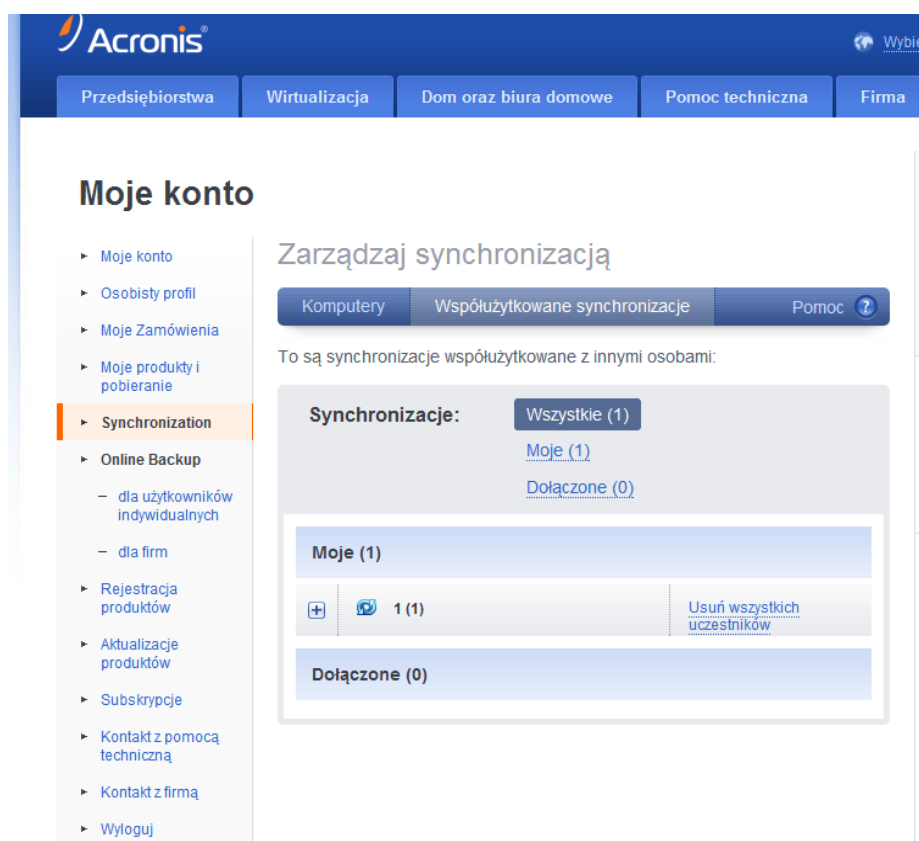 Acronis®
Przedsiębiorstwa
Wirtualizacja
Dom oraz biura domowe
Pomoc techniczna
Firma
Moje konto
Moje konto
Osobisty profil
Moje Zamówienia
Moje produkty i
pobieranie
Synchronization
Online Backup
– dla użytkowników
indywidualnych
– dla firm
Rejestracja
produktów
Aktualizacje
produktów
Subskrypcje
Kontakt z pomocą
techniczną
Kontakt z firmą
Wyloguj
Zarządzaj synchronizacją
Komputery
Współużytkowane synchronizacje
Pomoc ?
To są synchronizacje współużytkowane z innymi osobami:
Synchronizacje:
Wszystkie (1)
Moje (1)
Dołączone (0)
Moje (1)
1 (1)
Usuń wszystkich
uczestników
Dołączone (0)